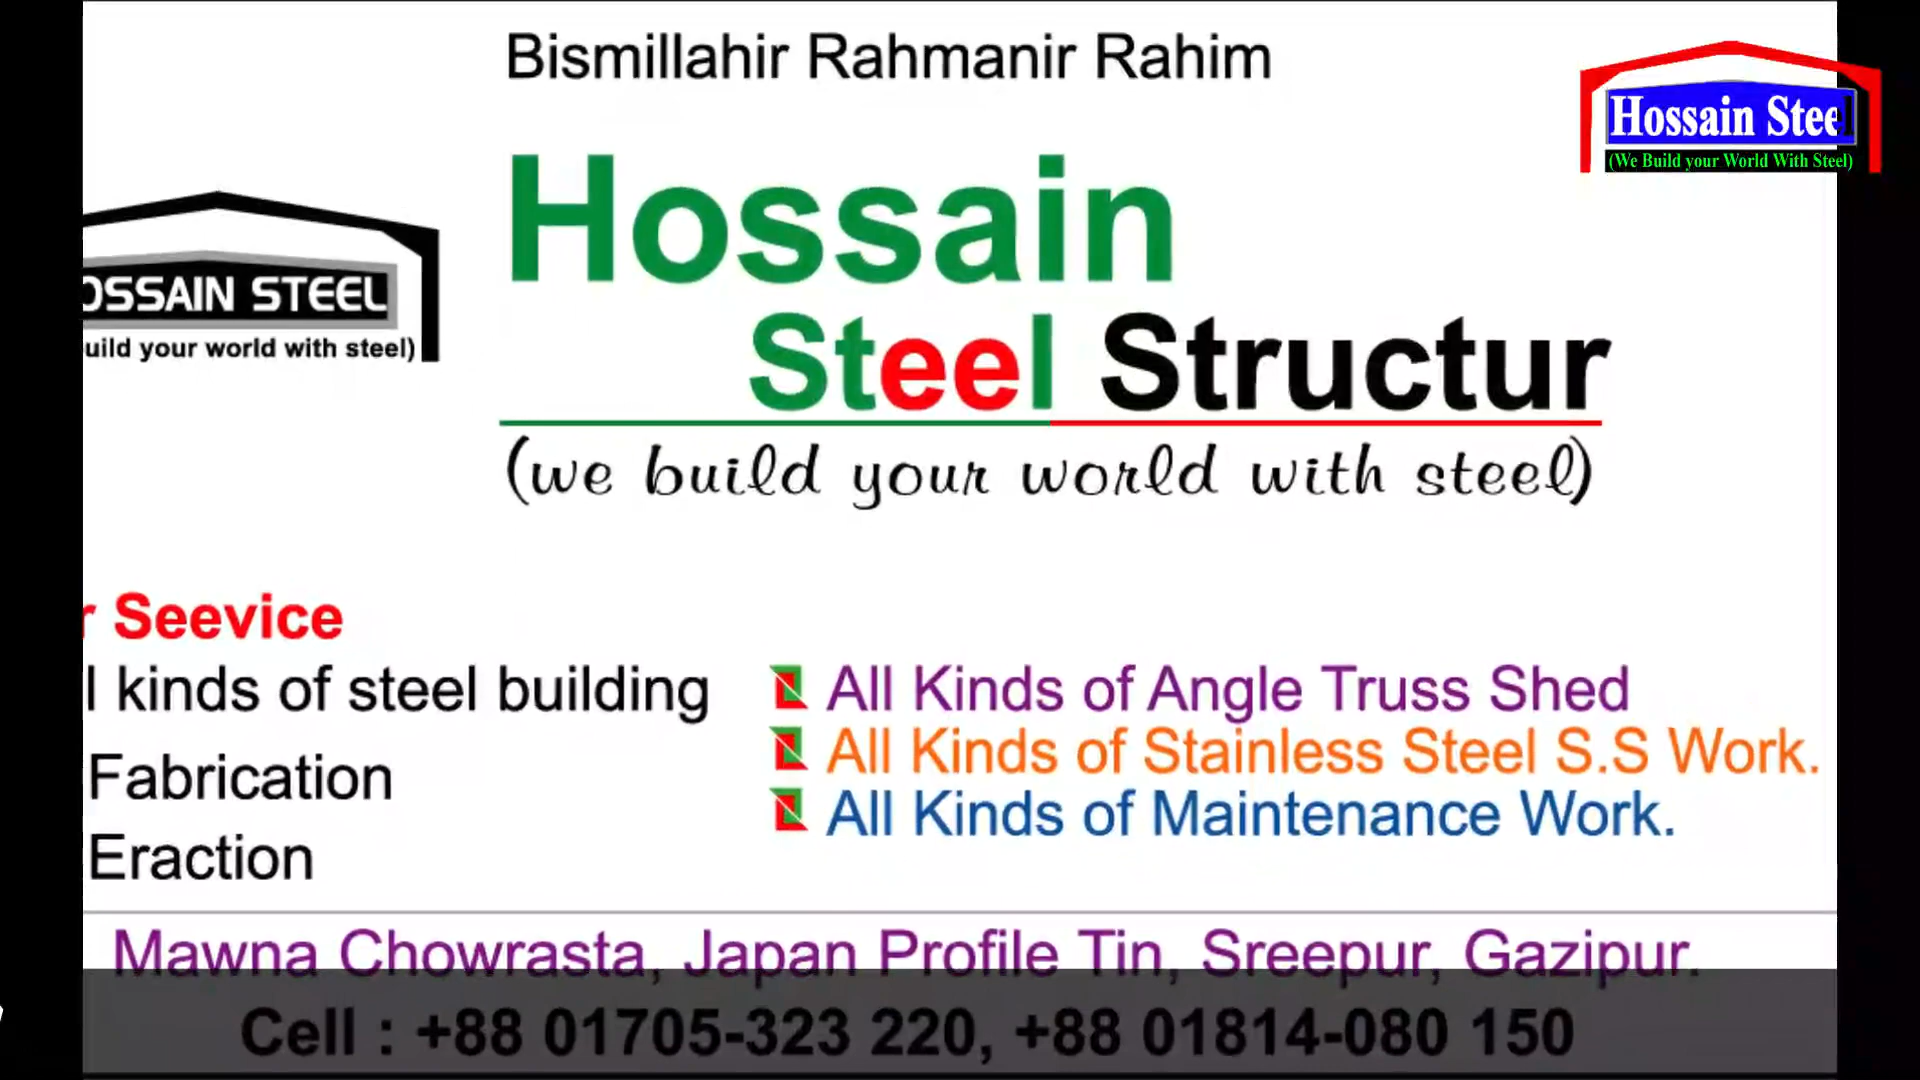 Bismillahir Rahmanir Rahim
Hossain Steel
(We Build your World With Steel)
Hossain
Steel Structur
(we build your world with steel)
OSSAIN STEEL
uild your world with steel)
r Seevice
l kinds of steel building
Fabrication
Eraction
All Kinds of Angle Truss Shed
All Kinds of Stainless Steel S.S Work.
All Kinds of Maintenance Work.
Mawna Chowrasta, Japan Profile Tin, Sreepur, Gazipur.
Cell : +88 01705-323 220, +88 01814-080 150